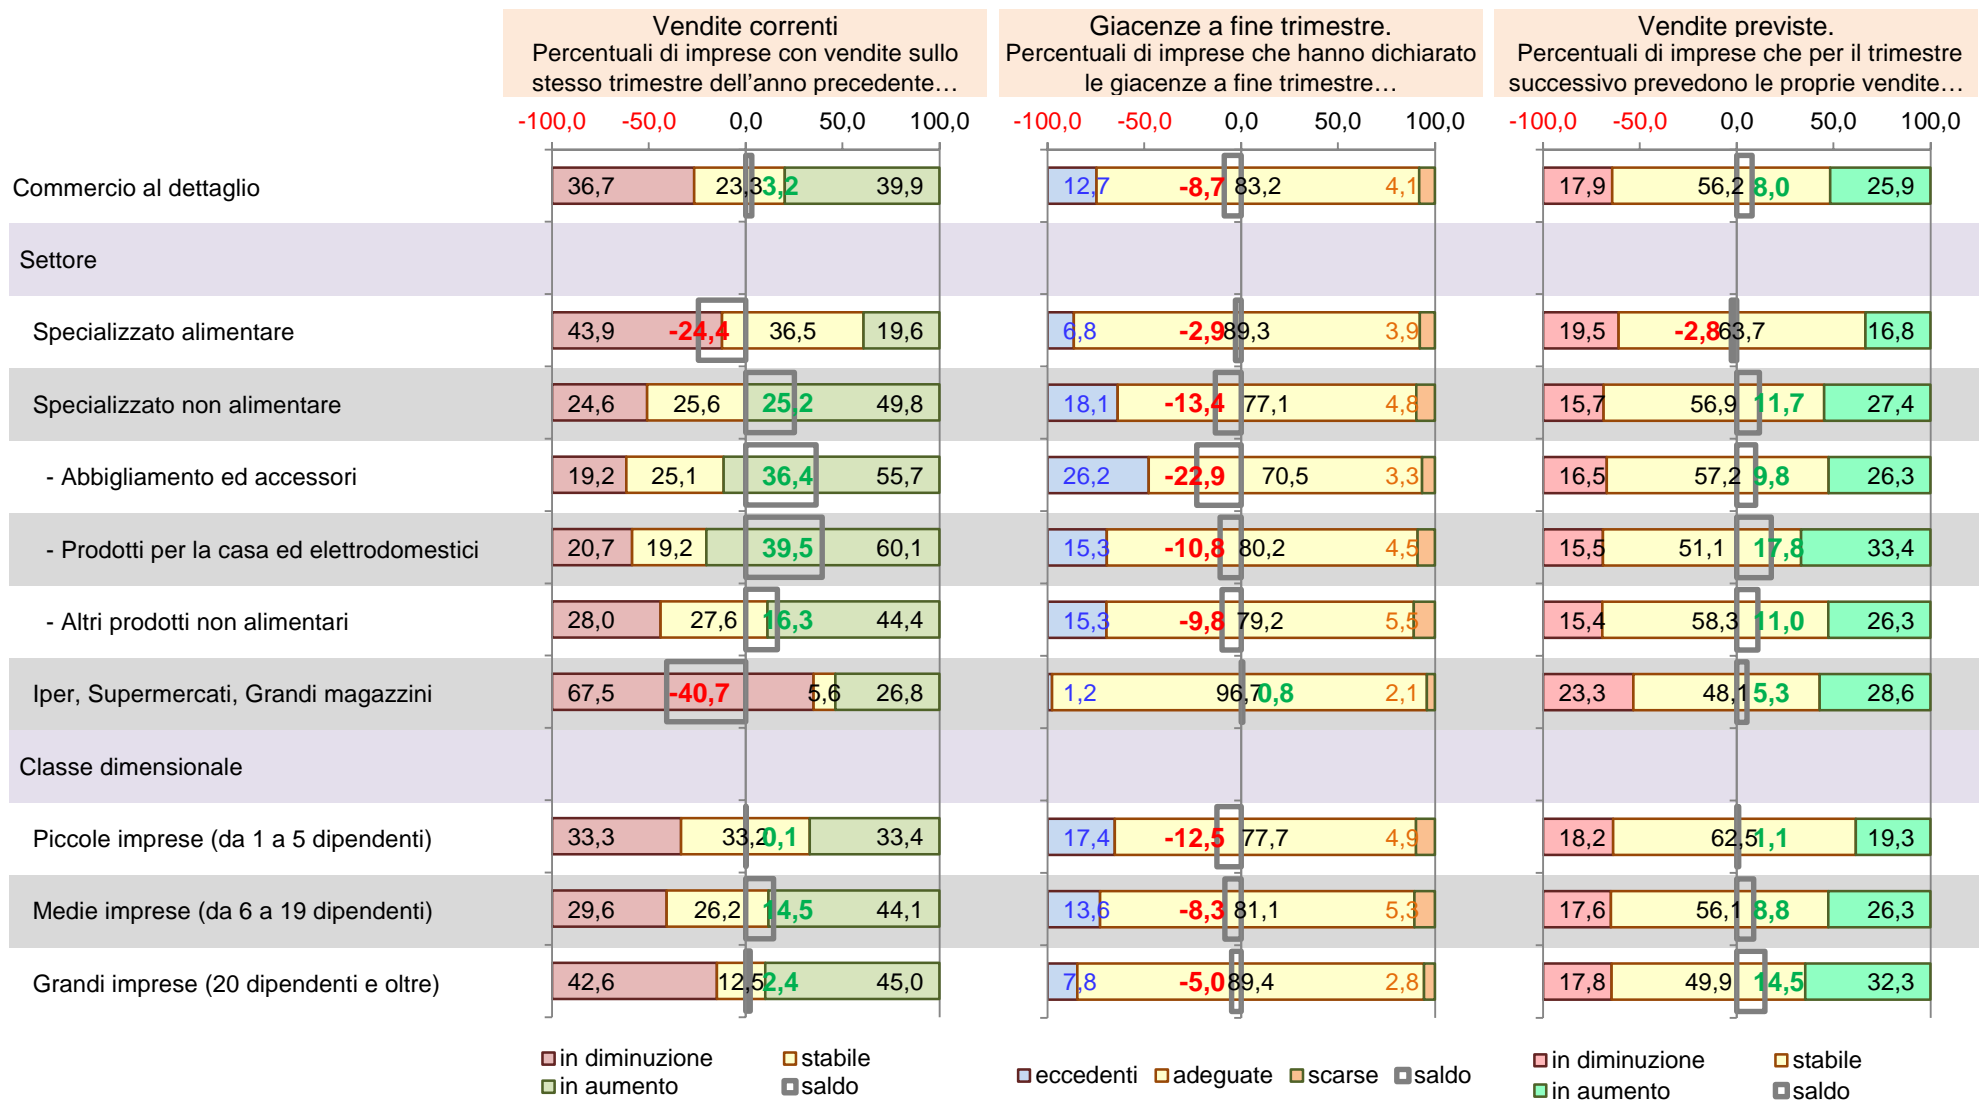 Vendite correnti
Percentuali di imprese con vendite sullo
stesso trimestre dell'anno precedente…
Giacenze a fine trimestre.
Percentuali di imprese che hanno dichiarato
le giacenze a fine trimestre…
Vendite previste.
Percentuali di imprese che per il trimestre
successivo prevedono le proprie vendite…
-100,0 -50,0 0,0 50,0 100,0 -100,0 -50,0 0,0 50,0 100,0 -100,0 -50,0 0,0 50,0 100,0
Commercio al dettaglio 36,7 23,3 3,2 39,9 12,7 -8,7 83,2 4,1 17,9 56,2 8,0 25,9
Settore
Specializzato alimentare 43,9 -24,4 36,5 19,6 6,8 -2,9 89,3 3,9 19,5 -2,8 63,7 16,8
Specializzato non alimentare 24,6 25,6 25,2 49,8 18,1 -13,4 77,1 4,8 15,7 56,9 11,7 27,4
- Abbigliamento ed accessori 19,2 25,1 36,4 55,7 26,2 -22,9 70,5 3,3 16,5 57,2 9,8 26,3
- Prodotti per la casa ed elettrodomestici 20,7 19,2 39,5 60,1 15,3 -10,8 80,2 4,5 15,5 51,1 17,8 33,4
- Altri prodotti non alimentari 28,0 27,6 16,3 44,4 15,3 -9,8 79,2 5,5 15,4 58,3 11,0 26,3
Iper, Supermercati, Grandi magazzini 67,5 -40,7 5,6 26,8 1,2 96,7 0,8 2,1 23,3 48,1 5,3 28,6
Classe dimensionale
Piccole imprese (da 1 a 5 dipendenti) 33,3 33,2 0,1 33,4 17,4 -12,5 77,7 4,9 18,2 62,5 1,1 19,3
Medie imprese (da 6 a 19 dipendenti) 29,6 26,2 14,5 44,1 13,6 -8,3 81,1 5,3 17,6 56,1 8,8 26,3
Grandi imprese (20 dipendenti e oltre) 42,6 12,5 2,4 45,0 7,8 -5,0 89,4 2,8 17,8 49,9 14,5 32,3
in diminuzione stabile
in aumento saldo
eccedenti adeguate scarse saldo
in diminuzione stabile
in aumento saldo